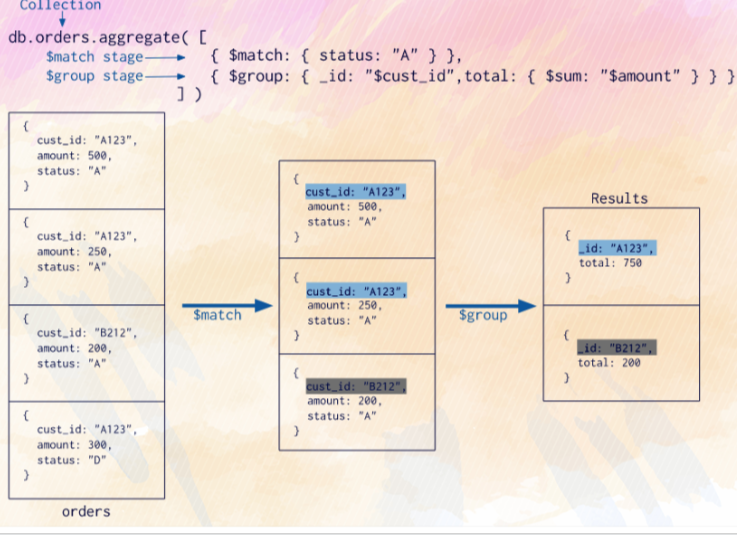 Collection
db.orders.aggregate( [
$match stage { $match: { status: "A" } },
$group stage { $group: { _id: "$cust_id",total: { $sum: "$amount" } } }
] )
{
cust_id: "A123",
amount: 500,
status: "A"
}
{
cust_id: "A123",
amount: 250,
status: "A"
}
{
cust_id: "B212",
amount: 200,
status: "A"
}
{
cust_id: "A123",
amount: 300,
status: "D"
}
orders
$match
{
cust_id: "A123",
amount: 500,
status: "A"
}
{
cust_id: "A123",
amount: 250,
status: "A"
}
{
cust_id: "B212",
amount: 200,
status: "A"
}
$group
Results
{
_id: "A123",
total: 750
}
{
_id: "B212",
total: 200
}